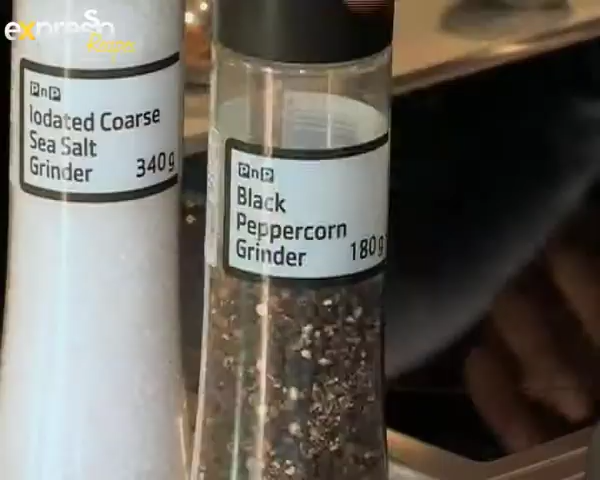 expresso
PnP
Iodated Coarse
Sea Salt
Grinder 340g
PnP
Black
Peppercorn
Grinder 180g